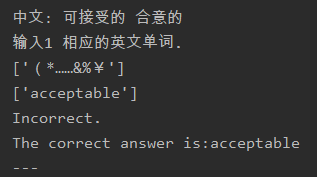 中文: 可接受的 合意的
输入1 相应的英文单词.
['（*……&%￥']
['acceptable']
Incorrect.
The correct answer is:acceptable
---